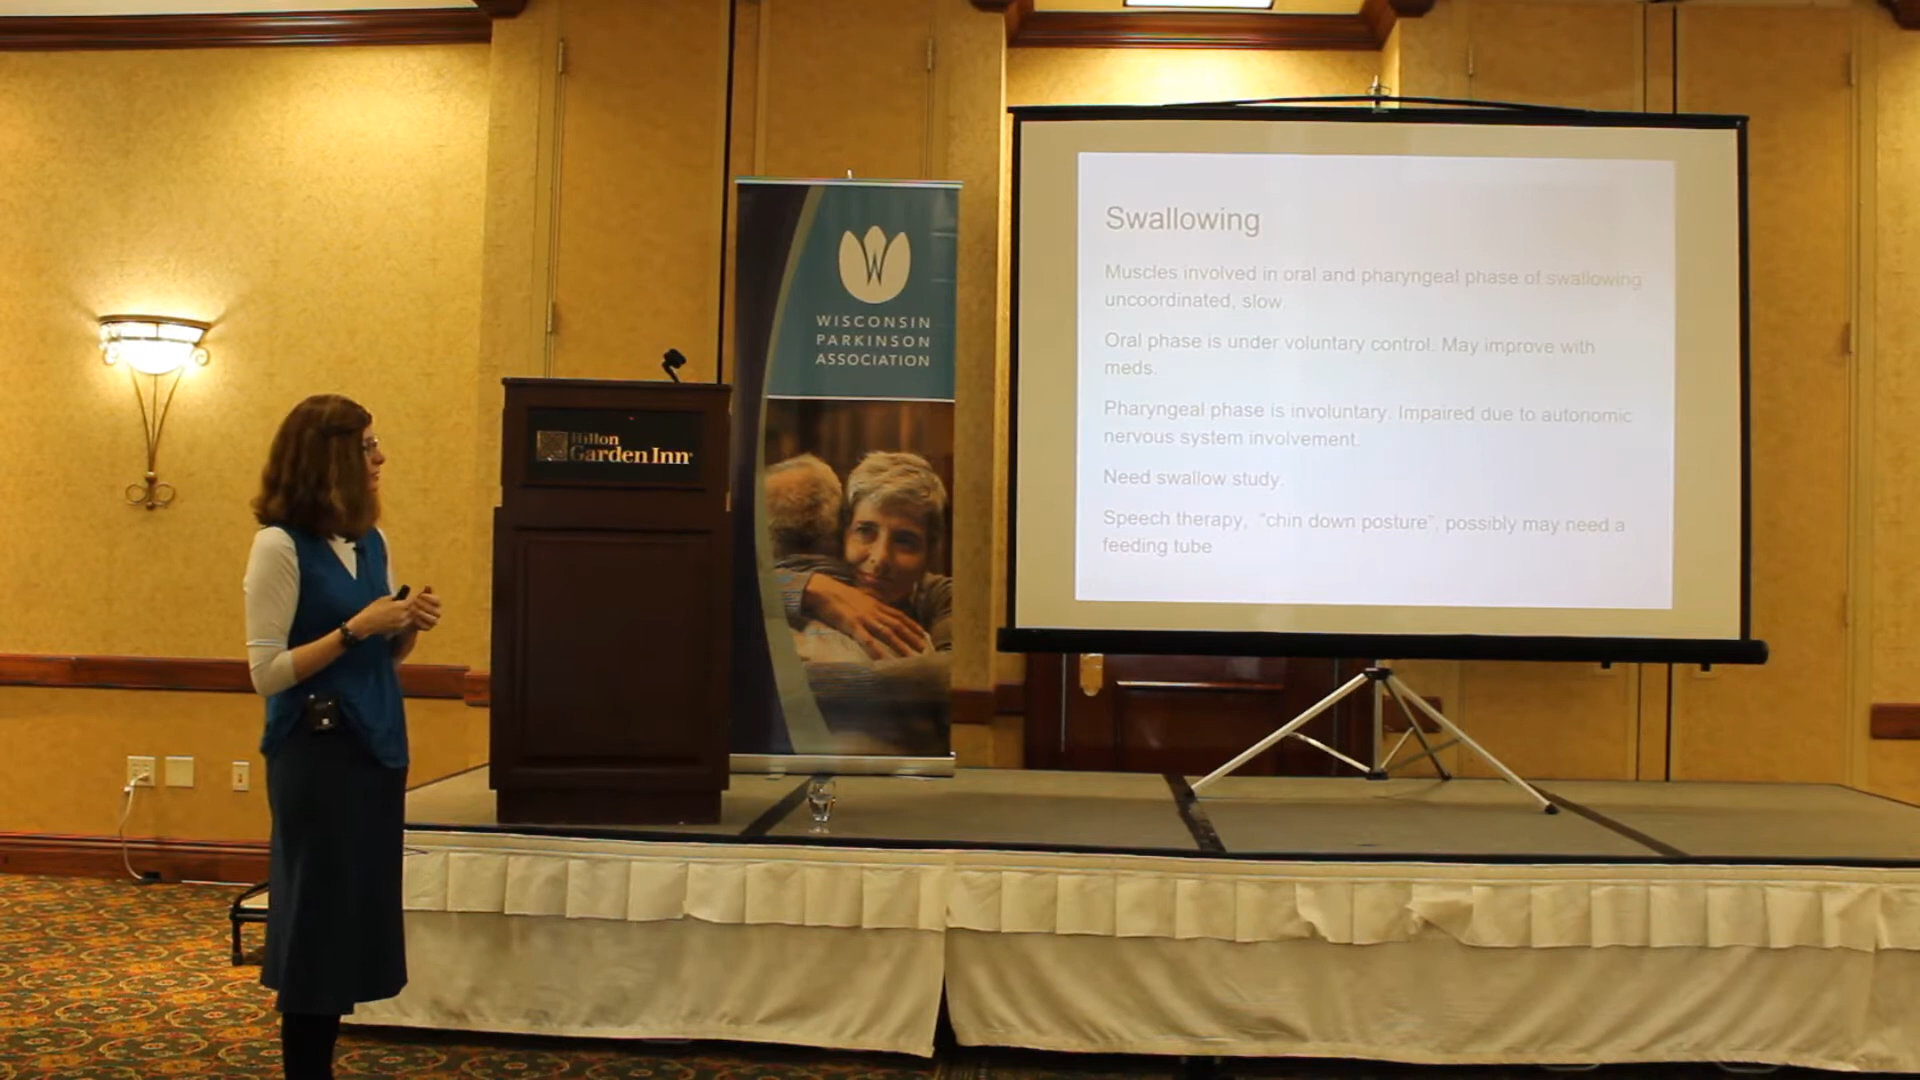 Hilton
Garden Inn
W
WISCONSIN
PARKINSON
ASSOCIATION
Swallowing
Muscles involved in oral and pharyngeal phase of swallowing
uncoordinated, slow
Oral phase is under voluntary control. May improve with
meds.
Pharyngeal phase is involuntary. Impaired due to autonomic
nervous system involvement.
Need swallow study.
Speech therapy, "chin down posture", possibly may need a
feeding tube